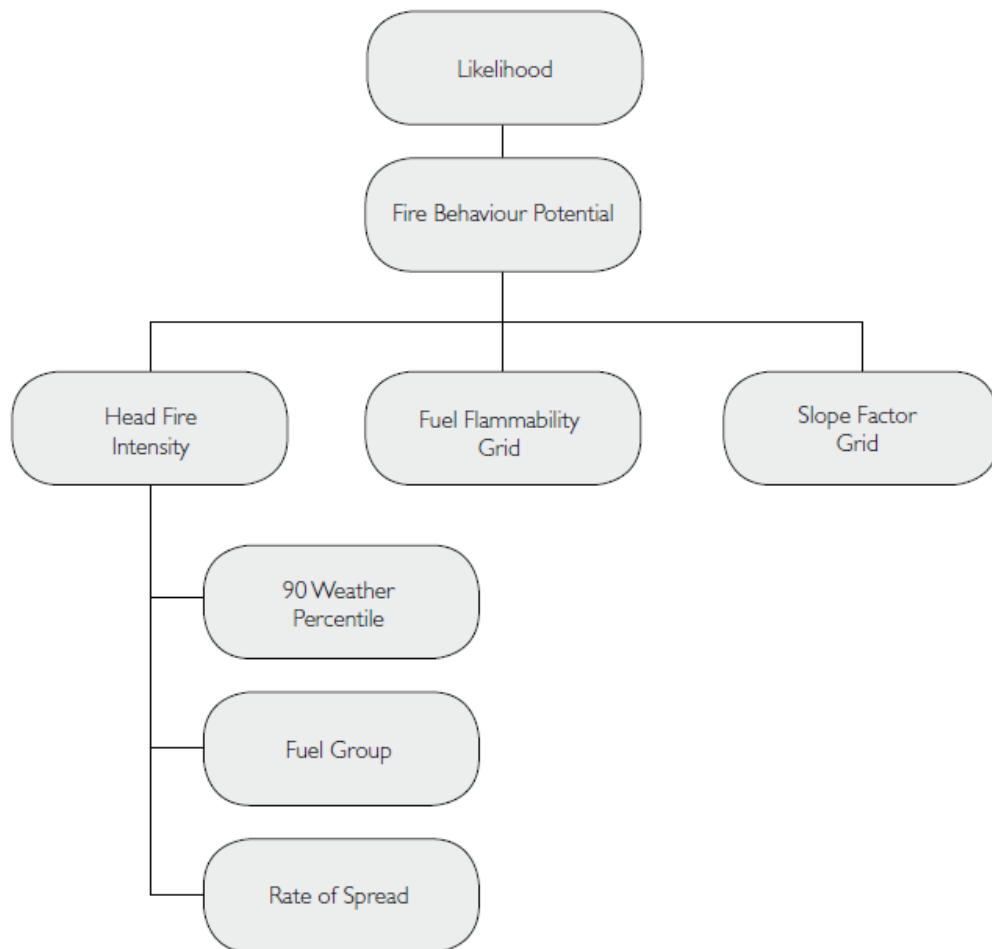 Likelihood
Fire Behaviour Potential
Head Fire
Intensity
Fuel Flammability
Grid
Slope Factor
Grid
90 Weather
Percentile
Fuel Group
Rate of Spread